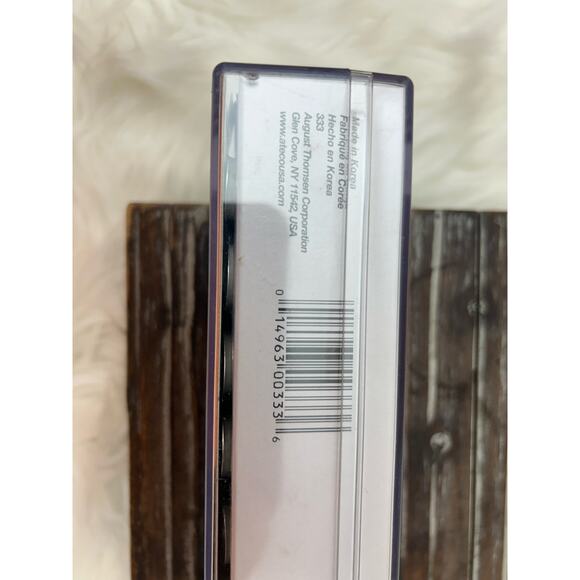 Made in Korea
Fabriqué en Corée
Hecho en Korea
333
August Thomsen Corporation
Glen Cove, NY 11542, USA
www.atecousa.com
0 14963 00333 6